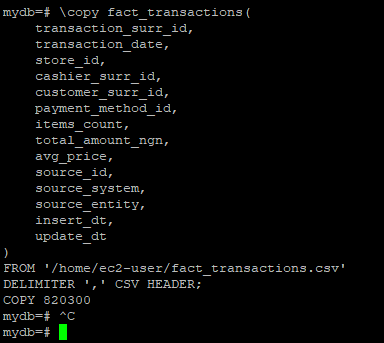 mydb=# \copy fact_transactions(
transaction_surr_id,
transaction_date,
store_id,
cashier_surr_id,
customer_surr_id,
payment_method_id,
items_count,
total_amount_ngn,
avg_price,
source_id,
source_system,
source_entity,
insert_dt,
update_dt
)
FROM '/home/ec2-user/fact_transactions.csv'
DELIMITER ',' CSV HEADER;
COPY 820300
mydb=# ^C
mydb=#